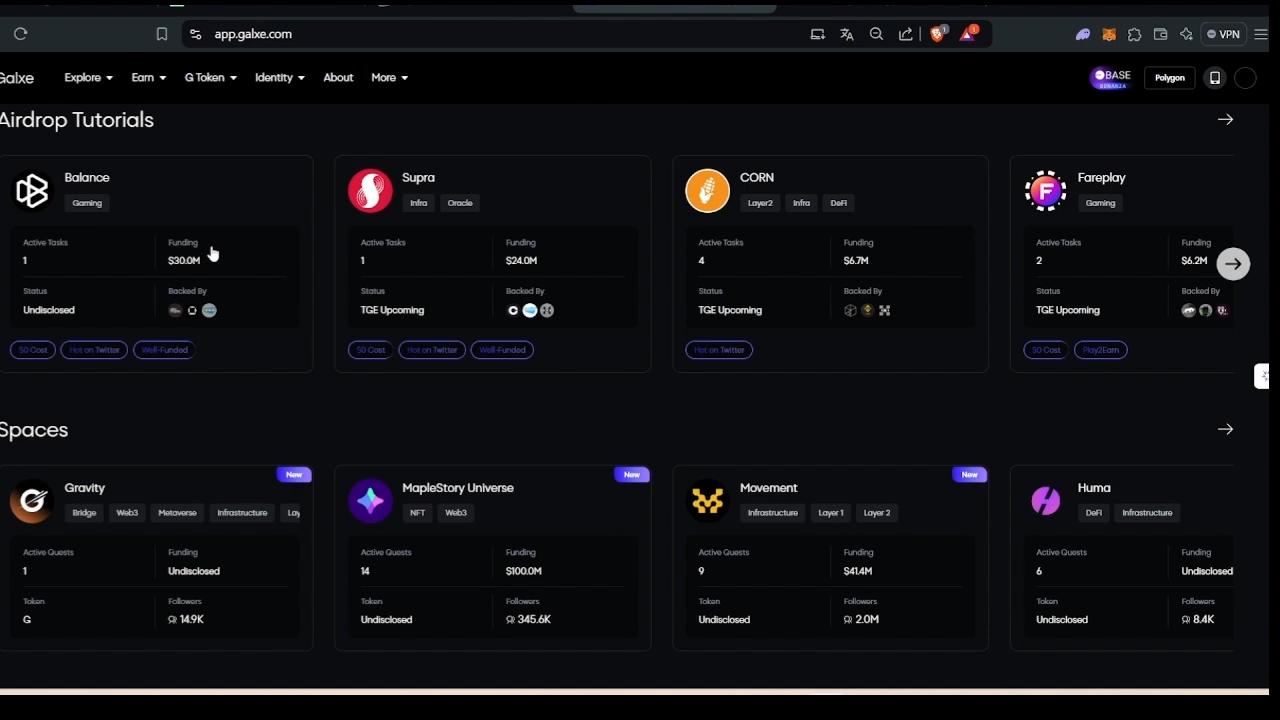 app.galxe.com
1
1
VPN
Galxe
Explore
Earn
G Token
Identity
About
More
BASE
BONANZA
Polygon
Airdrop Tutorials
Balance
Gaming
Active Tasks
1
Funding
$30.0M
Status
Undisclosed
Backed By
$0 Cost
Hot on Twitter
Well-Funded
Supra
Infra
Oracle
Active Tasks
1
Funding
$24.0M
Status
TGE Upcoming
Backed By
$0 Cost
Hot on Twitter
Well-Funded
CORN
Layer2
Infra
DeFi
Active Tasks
4
Funding
$6.7M
Status
TGE Upcoming
Backed By
Hot on Twitter
Fareplay
Gaming
Active Tasks
2
Funding
$6.2M
Status
TGE Upcoming
Backed By
$0 Cost
Play2Earn
Spaces
New
Gravity
Bridge
Web3
Metaverse
Infrastructure
Lay
Active Quests
1
Funding
Undisclosed
Token
G
Followers
14.9K
New
MapleStory Universe
NFT
Web3
Active Quests
14
Funding
$100.0M
Token
Undisclosed
Followers
345.6K
New
Movement
Infrastructure
Layer 1
Layer 2
Active Quests
9
Funding
$41.4M
Token
Undisclosed
Followers
2.0M
Huma
DeFi
Infrastructure
Active Quests
6
Funding
Undisclosed
Token
Undisclosed
Followers
8.4K